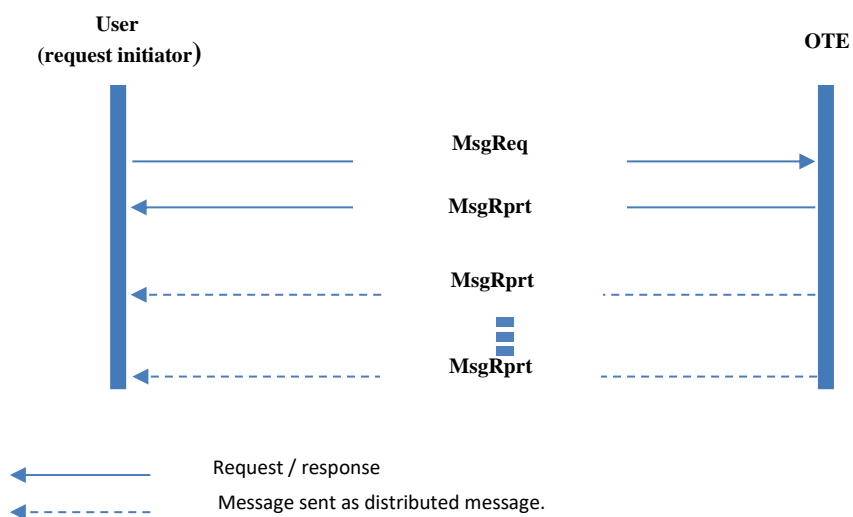 User
(request initiator)
OTE
MsgReq
MsgRprt
MsgRprt
MsgRprt
Request / response
Message sent as distributed message.